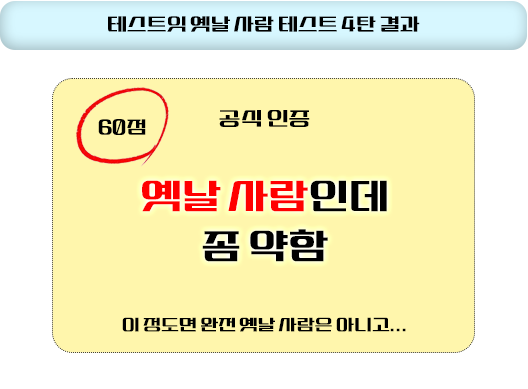 테스트익 옛날 사람 테스트 4탄 결과
60점
공식 인증
옛날 사람인데
좀 약함
이 정도면 완전 옛날 사람은 아니고...